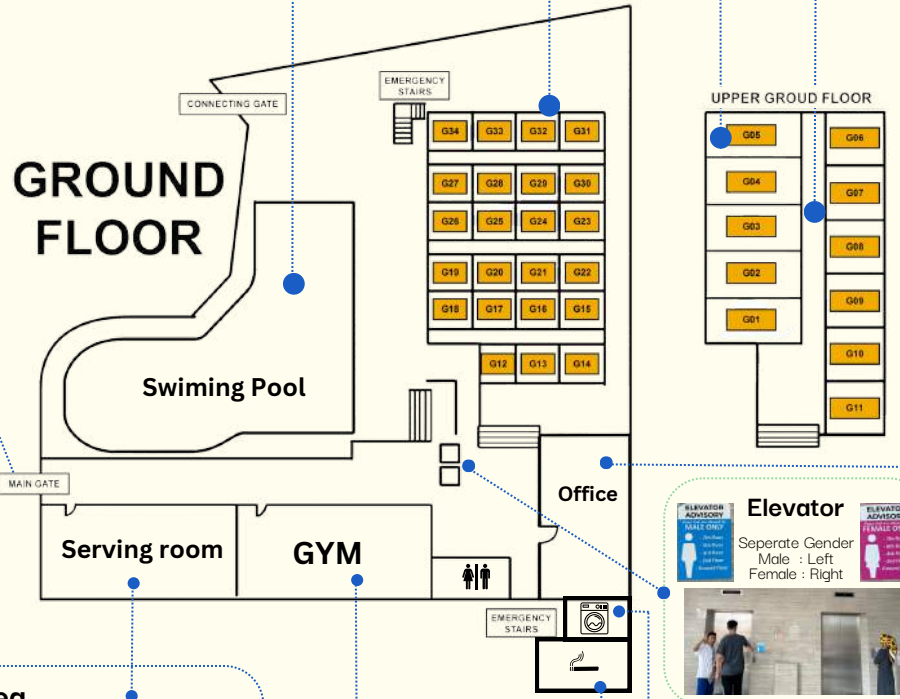 EMERGENCY
STAIRS
CONNECTING GATE
UPPER GROUD FLOOR
GROUND
FLOOR
G34 G33 G32 G31
G27 G28 G29 G30
G26 G25 G24 G23
G19 G20 G21 G22
G18 G17 G16 G15
G12 G13 G14
G05
G04
G03
G02
G01
G06
G07
G08
G09
G10
G11
Swiming Pool
MAIN GATE
Office
Serving room
GYM
EMERGENCY
STAIRS
ELEVATOR
ADVISORY
MALE ONLY
Elevator
Seperate Gender
Male : Left
Female : Right
ELEVATO
ADVISOR
FEMALE O